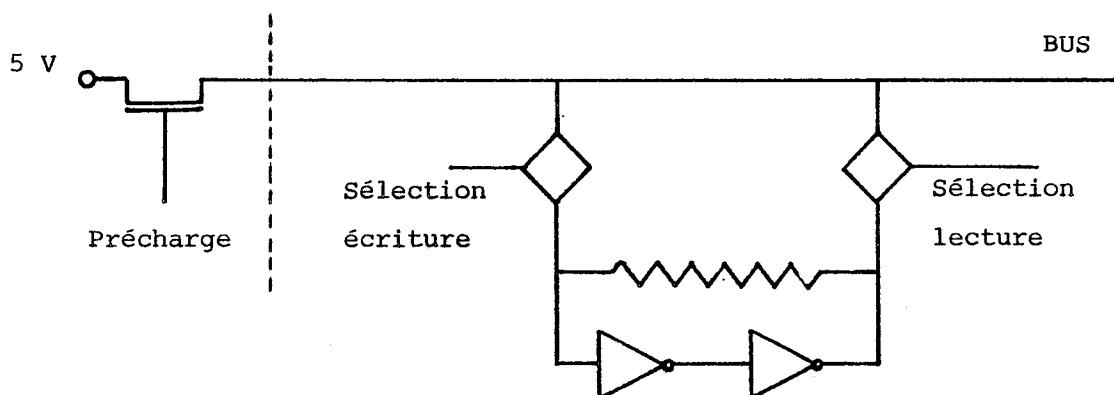 5 V
BUS
Précharge
Sélection
écriture
Sélection
lecture